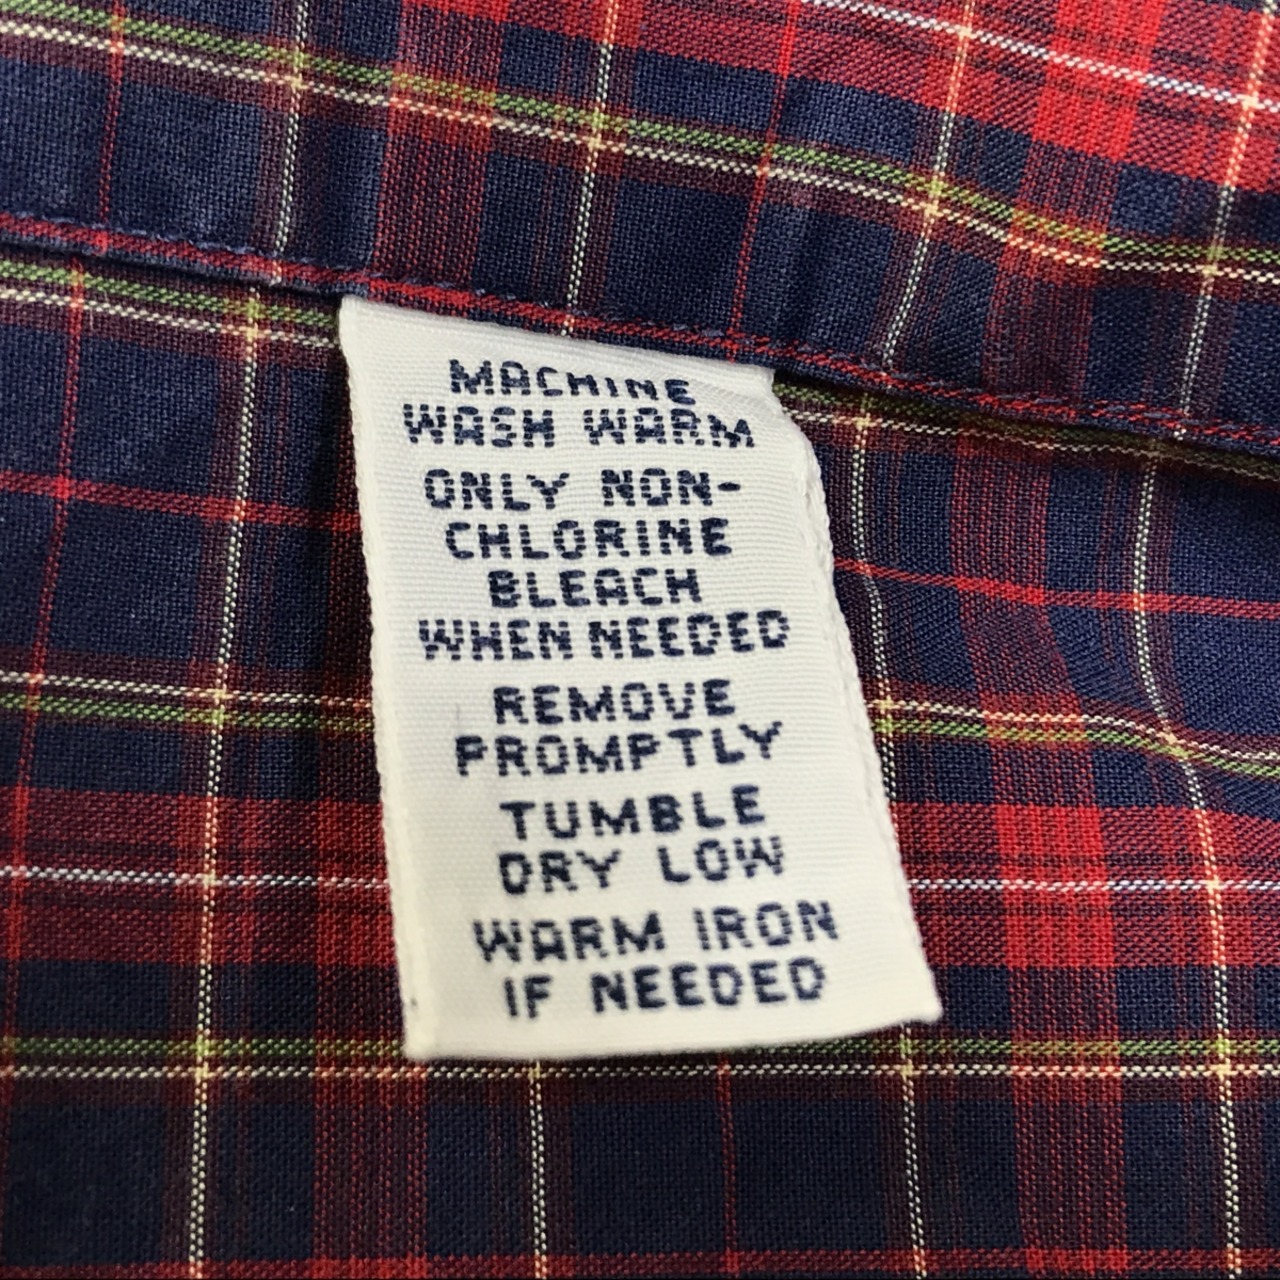 MACHINE
WASH WARM
ONLY NON-
CHLORINE
BLEACH
WHEN NEEDED
REMOVE
PROMPTLY
TUMBLE
DRY LOW
WARM IRON
IF NEEDED